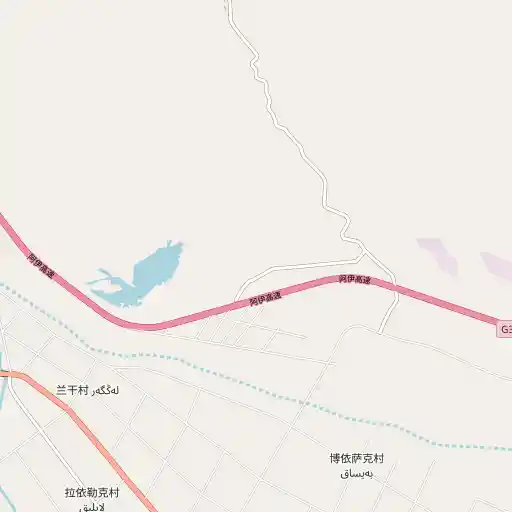 阿伊高速
阿伊高速
阿伊高速
G3
兰干村 لەڭگەر
博依萨克村
بەيساق
拉依勒克村
لايلىق